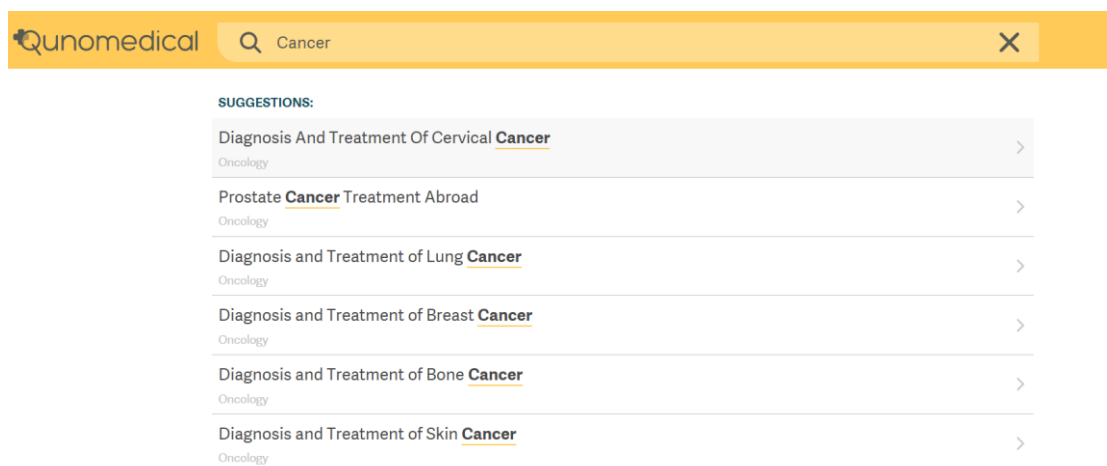 Qunomedical
Cancer
SUGGESTIONS:
Diagnosis And Treatment Of Cervical Cancer
Oncology
Prostate Cancer Treatment Abroad
Oncology
Diagnosis and Treatment of Lung Cancer
Oncology
Diagnosis and Treatment of Breast Cancer
Oncology
Diagnosis and Treatment of Bone Cancer
Oncology
Diagnosis and Treatment of Skin Cancer
Oncology